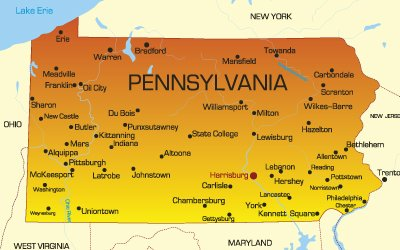 Lake Erie
NEW YORK
Erie
Warren
Bradford
Mansfield
Towanda
Meadville
Franklin
Oil City
PENNSYLVANIA
Carbondale
Scranton
Sharon
Du Bois
Williamsport
Wilkes-Barre
New Castle
Punxsutawney
Milton
NEW JERSEY
OHIO
Butler
Kittanning
State College
Lewisburg
Hazelton
Mars
Indiana
Bethlehem
Aliquippa
Altoona
Allentown
Pittsburgh
Lebanon
Reading
McKeesport
Latrobe
Johnstown
Harrisburg
Hershey
Pottstown
Trento
Washington
Carlisle
Lancaster
Norristown
Chambersburg
York
Philadelphia
Chester
Waynesburg
Uniontown
Gettysburg
Kennett Square
WEST VIRGINIA
MARYLAND